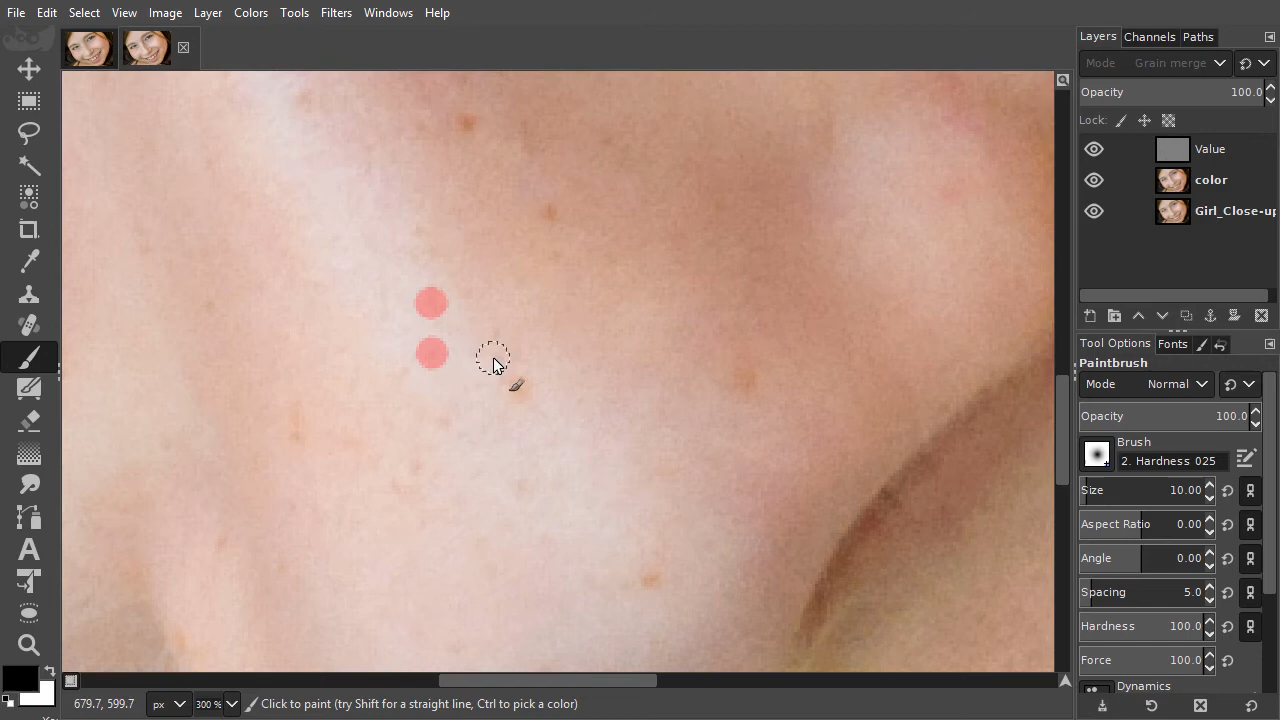 File Edit View Image Layer Colors Tools Filters Windows Help
Layers Channels Paths
Mode Grain merge
Opacity 100.0
Lock:
Value
color
Girl_Close-up
Tool Options Fonts
Paintbrush
Mode Normal
Opacity 100.0
Brush
2. Hardness 025
Size 10.00
Aspect Ratio 0.00
Angle 0.00
Spacing 5.0
Hardness 100.0
Force 100.0
Dynamics
679.7, 599.7 px 300 % Click to paint (try Shift for a straight line, Ctrl to pick a color)